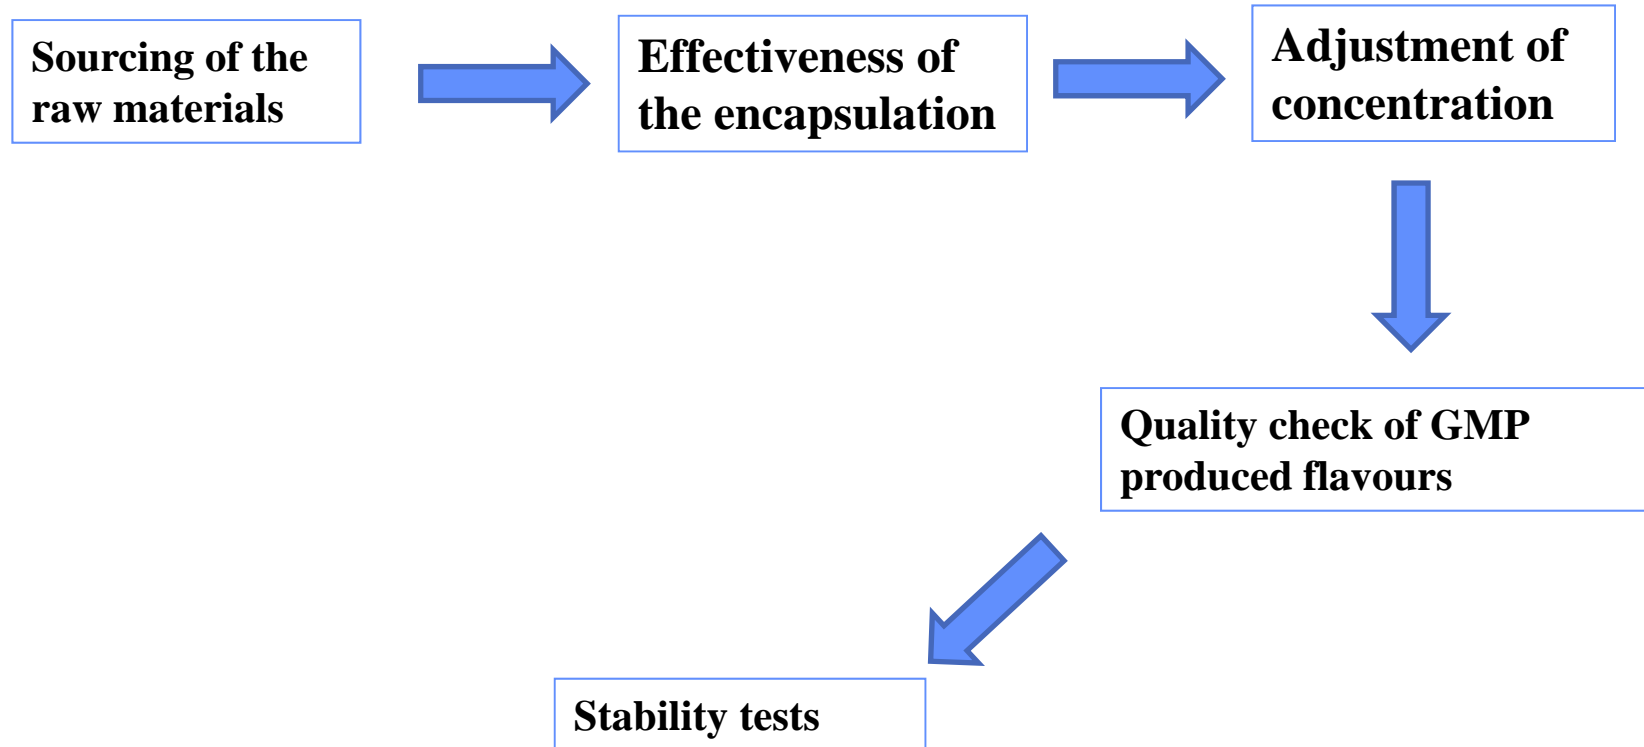 Sourcing of the
raw materials
Effectiveness of
the encapsulation
Adjustment of
concentration
Quality check of GMP
produced flavours
Stability tests